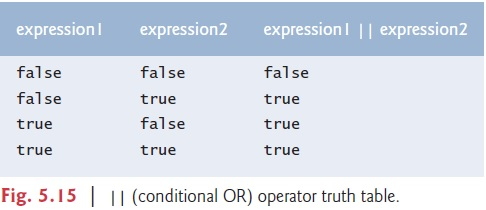 expression1 expression2 expression1 || expression2
false false false
false true true
true false true
true true true
Fig. 5.15 | || (conditional OR) operator truth table.